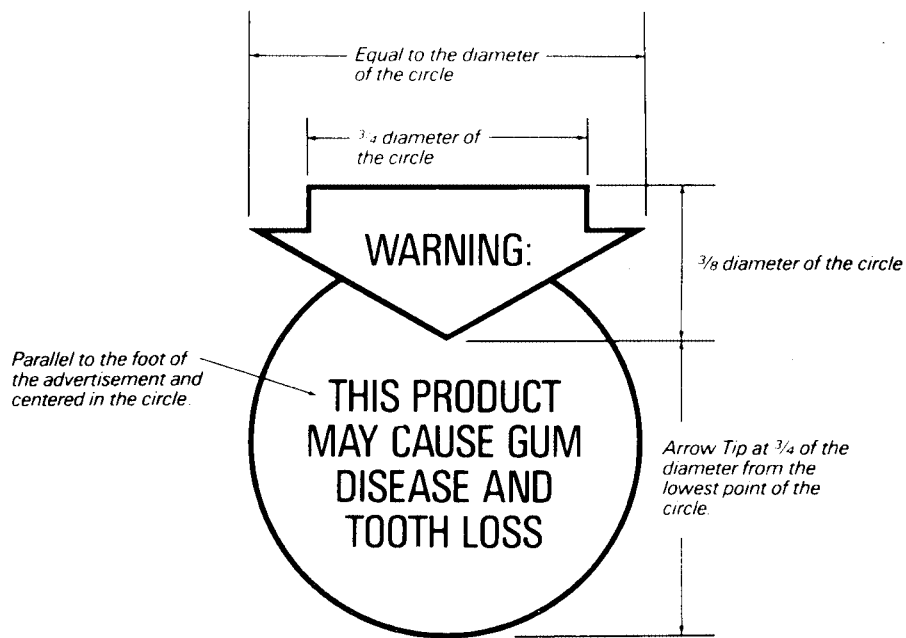 Equal to the diameter
of the circle
3/4 diameter of
the circle
WARNING:
3/8 diameter of the circle
Parallel to the foot of
the advertisement and
centered in the circle.
THIS PRODUCT
MAY CAUSE GUM
DISEASE AND
TOOTH LOSS
Arrow Tip at 3/4 of the
diameter from the
lowest point of the
circle.